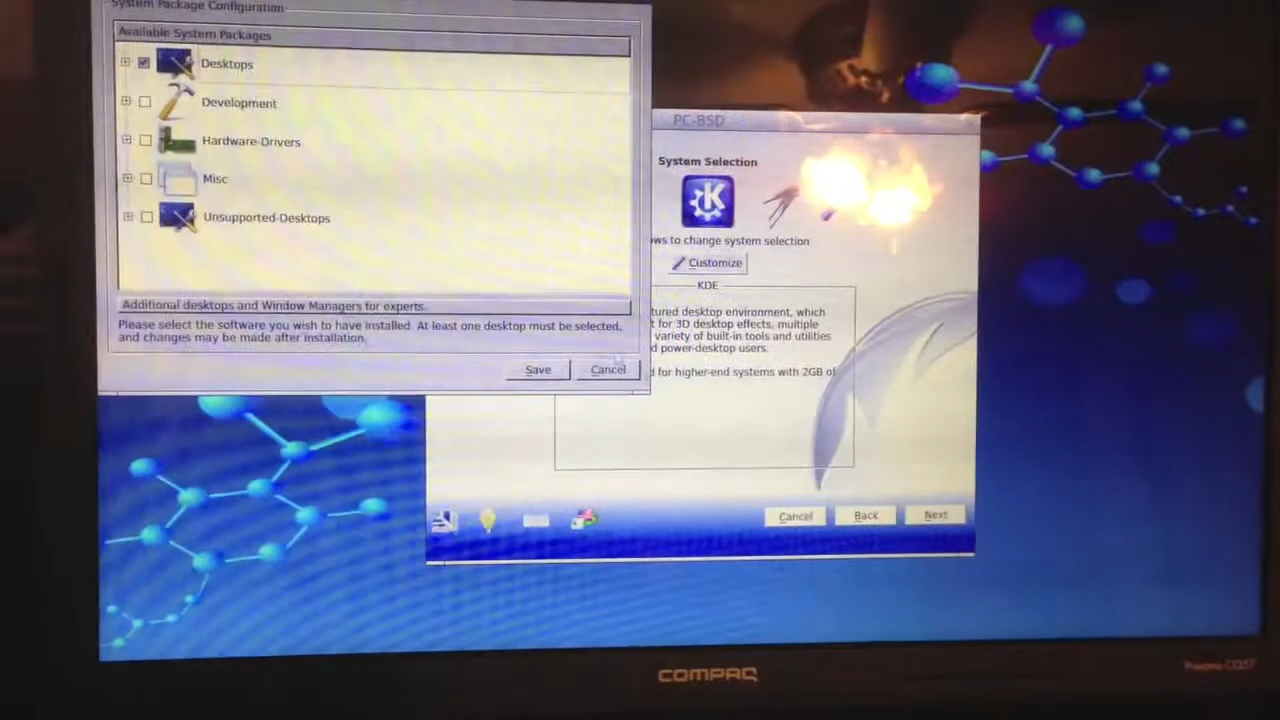 System Package Configuration
Available System Packages
Desktops
Development
Hardware-Drivers
Misc
Unsupported-Desktops
Additional desktops and Window Managers for experts.
Please select the software you wish to have installed. At least one desktop must be selected,
and changes may be made after installation.
Save
Cancel
PC-BSD
System Selection
ows to change system selection
Customize
KDE
tured desktop environment, which
t for 3D desktop effects, multiple
variety of built-in tools and utilities
d power-desktop users.
d for higher-end systems with 2GB of
Cancel
Back
Next
COMPAQ
CQ57